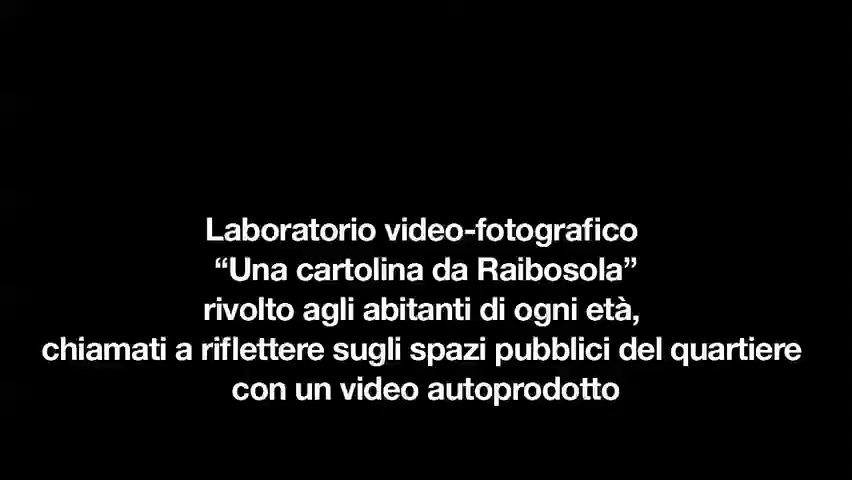 Laboratorio video-fotografico
“Una cartolina da Raibosola”
rivolto agli abitanti di ogni età,
chiamati a riflettere sugli spazi pubblici del quartiere
con un video autoprodotto